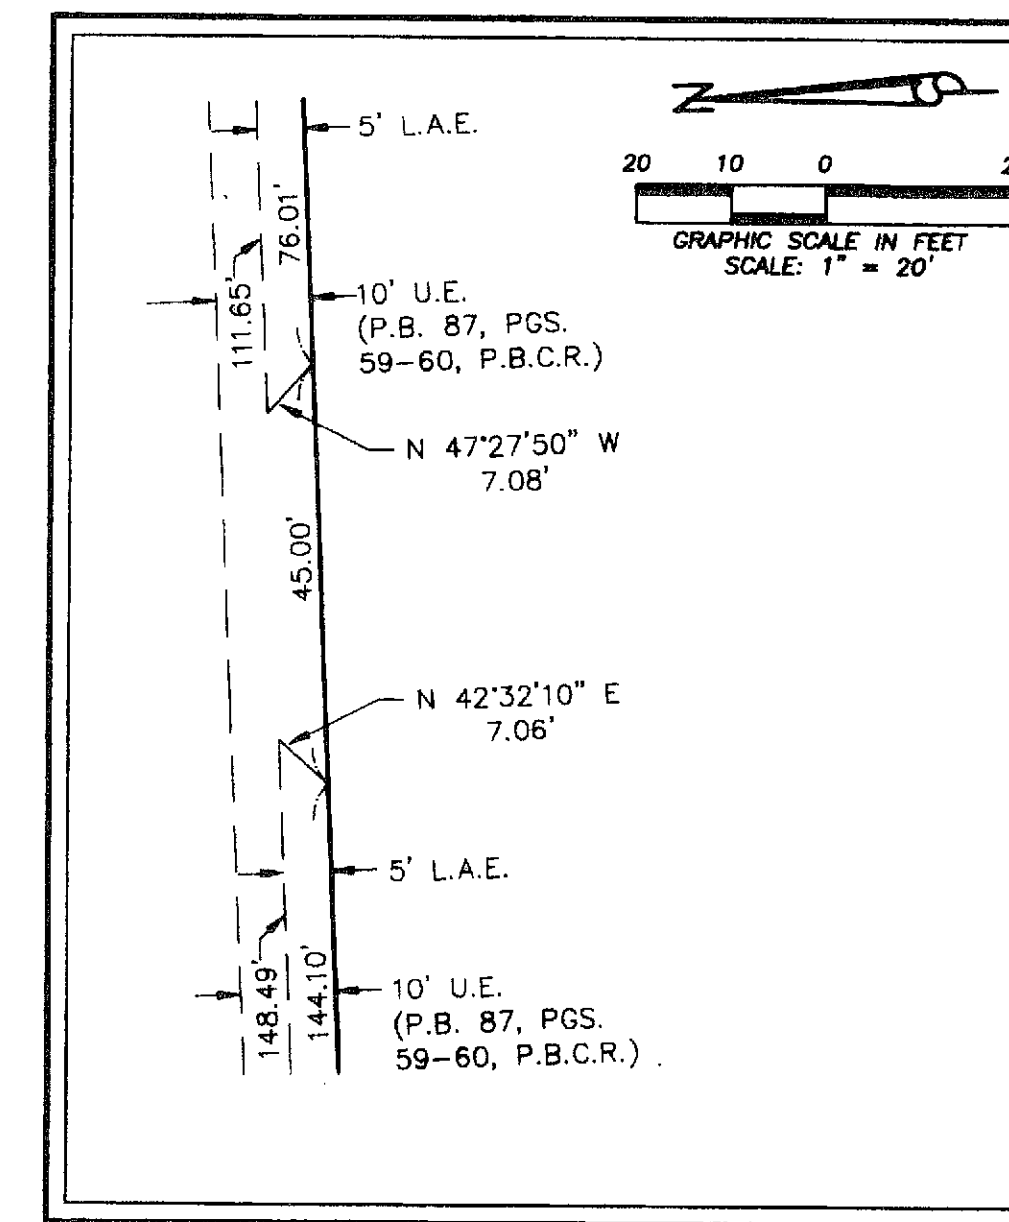 5' L.A.E.
20 10 0 2
GRAPHIC SCALE IN FEET
SCALE: 1" = 20'
76.01'
111.65'
10' U.E.
(P.B. 87, PGS.
59-60, P.B.C.R.)
N 47°27'50" W
7.08'
45.00'
N 42°32'10" E
7.06'
5' L.A.E.
148.49'
144.10'
10' U.E.
(P.B. 87, PGS.
59-60, P.B.C.R.)